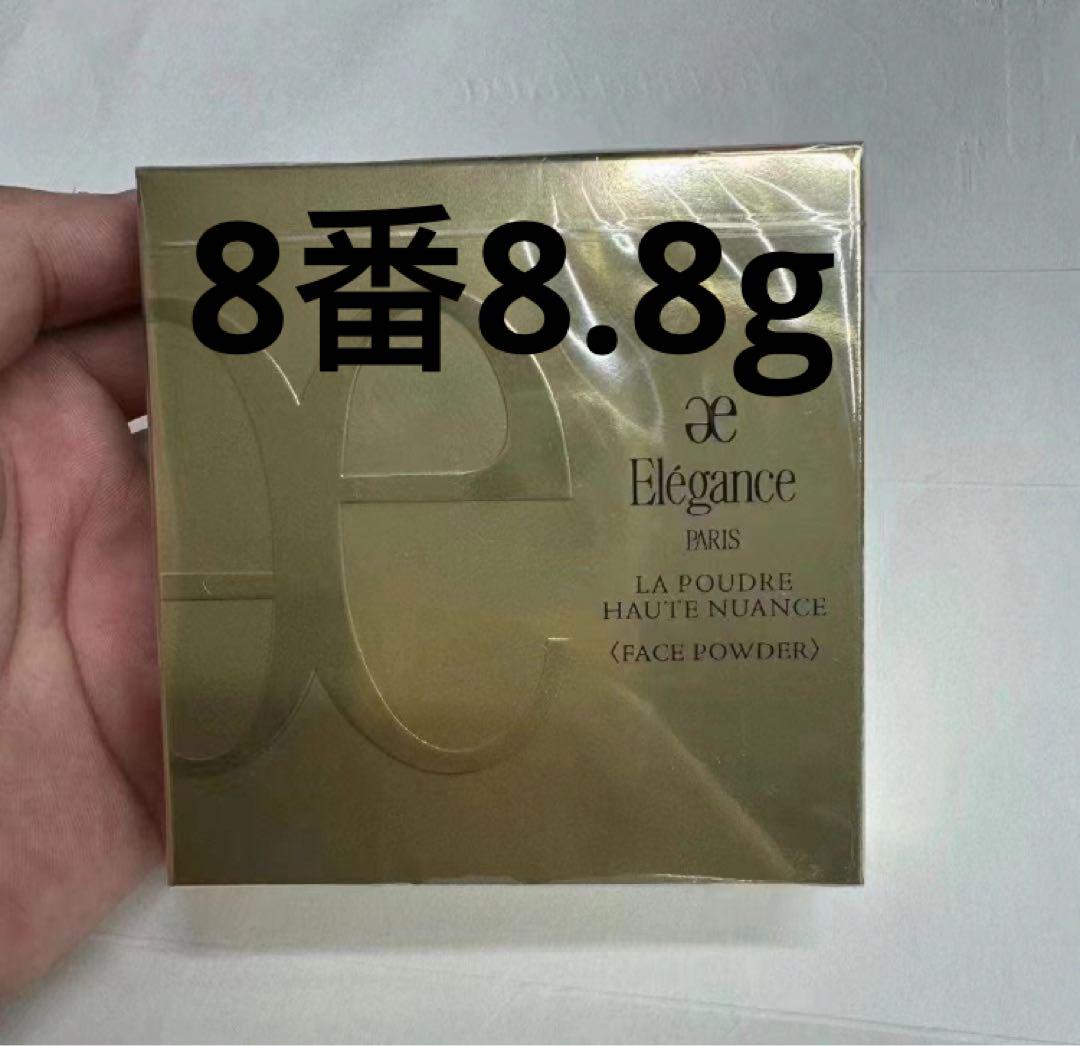 8番8.8g
æ
Elégance
PARIS
LA POUDRE
HAUTE NUANCE
〈FACE POWDER〉